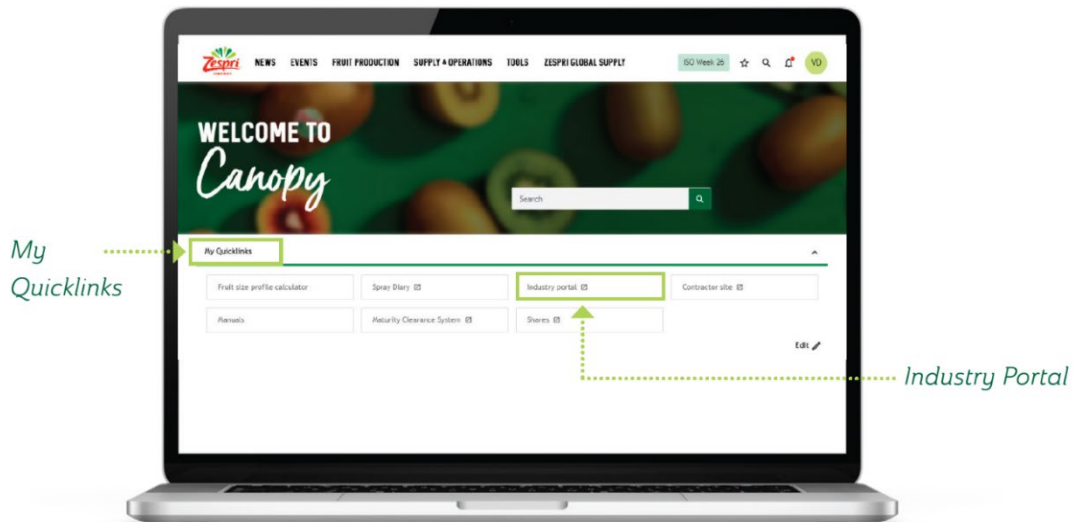 Zespri
NEWS EVENTS FRUIT PRODUCTION SUPPLY & OPERATIONS TOOLS ZESPRI GLOBAL SUPPLY ISO Week 26 VD
WELCOME TO
Canopy
Search
My Quicklinks
My
Quicklinks
Fruit size profile calculator Spray Diary Industry portal Contractor site
Manuals Maturity Clearance System Shares
Edit
Industry Portal